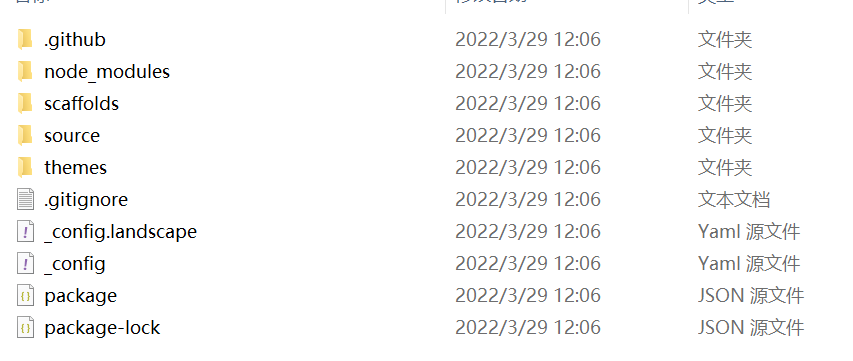 .github 2022/3/29 12:06 文件夹
node_modules 2022/3/29 12:06 文件夹
scaffolds 2022/3/29 12:06 文件夹
source 2022/3/29 12:06 文件夹
themes 2022/3/29 12:06 文件夹
.gitignore 2022/3/29 12:06 文本文档
_config.landscape 2022/3/29 12:06 Yaml 源文件
_config 2022/3/29 12:06 Yaml 源文件
package 2022/3/29 12:06 JSON 源文件
package-lock 2022/3/29 12:06 JSON 源文件